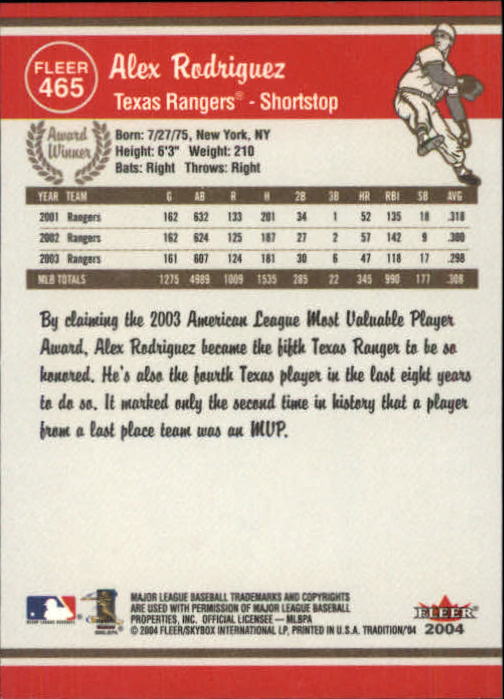 FLEER
465
Alex Rodriguez
Texas Rangers® - Shortstop
Award
Winner
Born: 7/27/75, New York, NY
Height: 6'3" Weight: 210
Bats: Right Throws: Right
YEAR TEAM G AB R H 2B 3B HR RBI SB AVG
2001 Rangers 162 632 133 201 34 1 52 135 18 .318
2002 Rangers 162 624 125 187 27 2 57 142 9 .300
2003 Rangers 161 607 124 181 30 6 47 118 17 .298
MLB TOTALS 1275 4989 1009 1535 285 22 345 990 177 .308
By claiming the 2003 American League Most Valuable Player
Award, Alex Rodriguez became the fifth Texas Ranger to be so
honored. He's also the fourth Texas player in the last eight years
to do so. It marked only the second time in history that a player
from a last place team was an MVP.
MAJOR LEAGUE BASEBALL TRADEMARKS AND COPYRIGHTS
ARE USED WITH PERMISSION OF MAJOR LEAGUE BASEBALL
PROPERTIES, INC. OFFICIAL LICENSEE — MLBPA
© 2004 FLEER/SKYBOX INTERNATIONAL LP, PRINTED IN U.S.A. TRADITION/'04
FLEER
2004